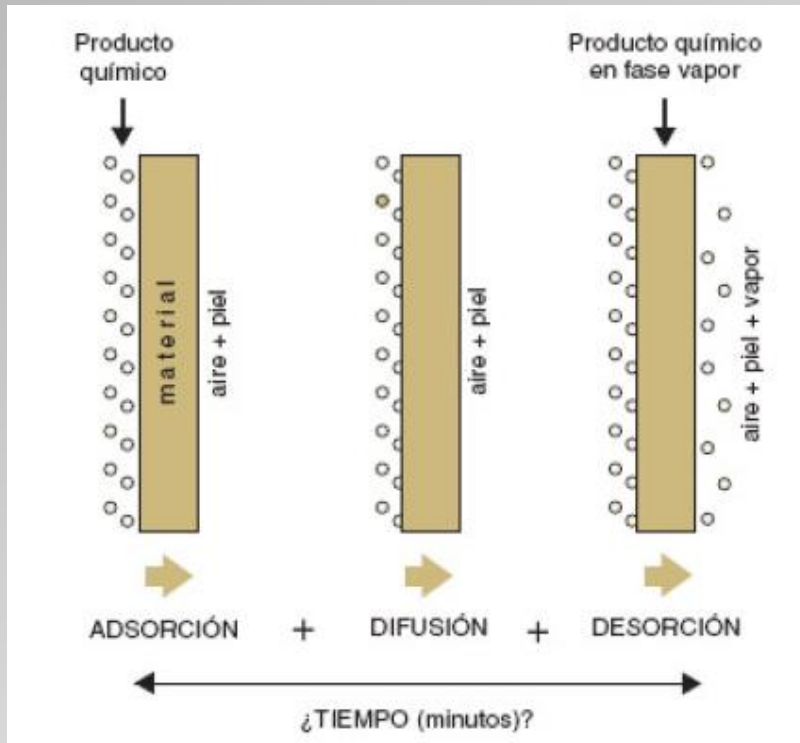 Producto
químico
Producto químico
en fase vapor
material
aire + piel
aire + piel
aire + piel + vapor
ADSORCIÓN + DIFUSIÓN + DESORCIÓN
¿TIEMPO (minutos)?